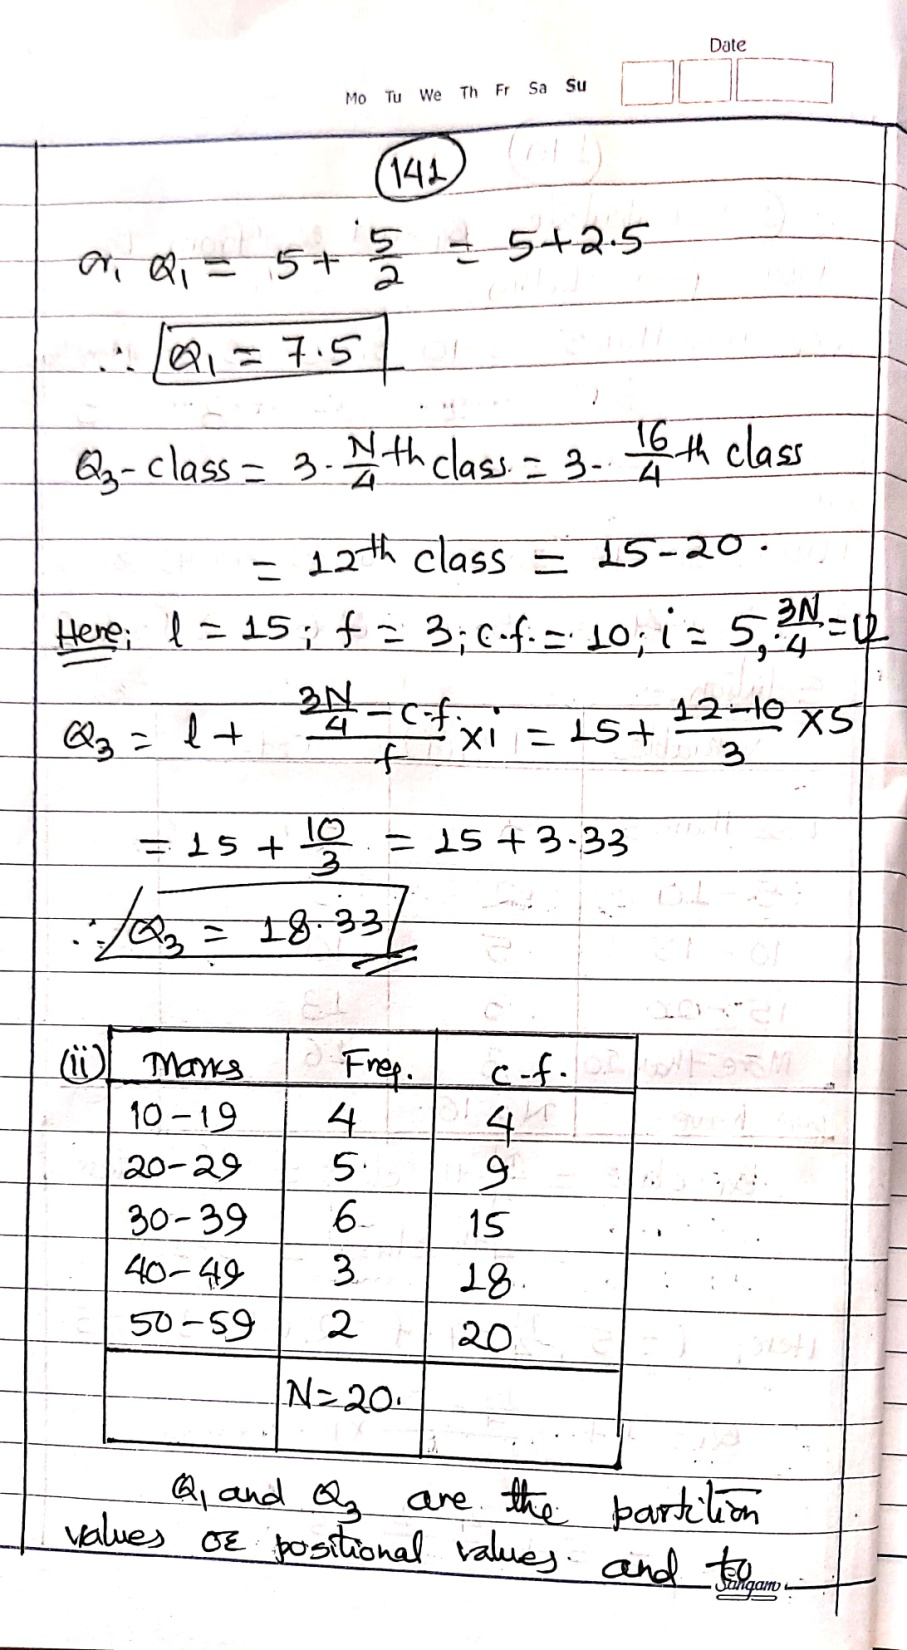 Date
Mo Tu We Th Fr Sa Su
141
or, Q₁ = 5 + 5/2 = 5+2.5
∴ Q₁ = 7.5
Q₃-class = 3·N/4 th class = 3·16/4 th class
= 12th class = 15-20.
Here; l = 15; f = 3; c.f. = 10; i = 5, 3N/4 = 12
Q₃ = l + (3N/4 - c.f.)/f × i = 15 + (12-10)/3 × 5
= 15 + 10/3 = 15 + 3.33
∴ Q₃ = 18.33
(ii) Marks Freq. c.f.
10-19 4 4
20-29 5 9
30-39 6 15
40-49 3 18
50-59 2 20
N=20.
Q₁ and Q₃ are the partition
values or positional values and to
Sangam